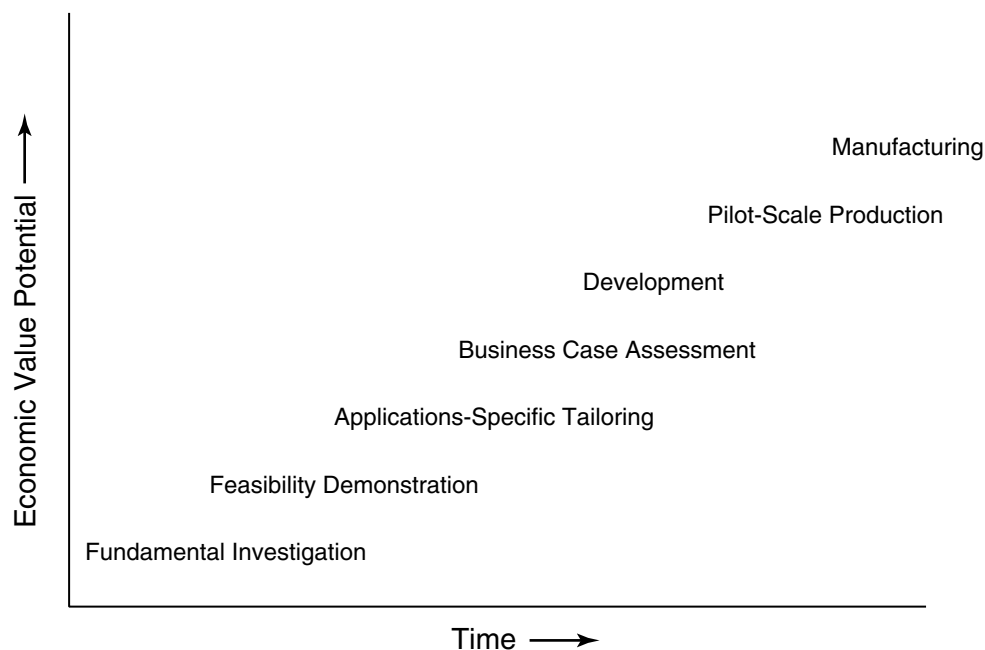 Manufacturing
Pilot-Scale Production
Development
Business Case Assessment
Applications-Specific Tailoring
Feasibility Demonstration
Fundamental Investigation
Economic Value Potential
Time